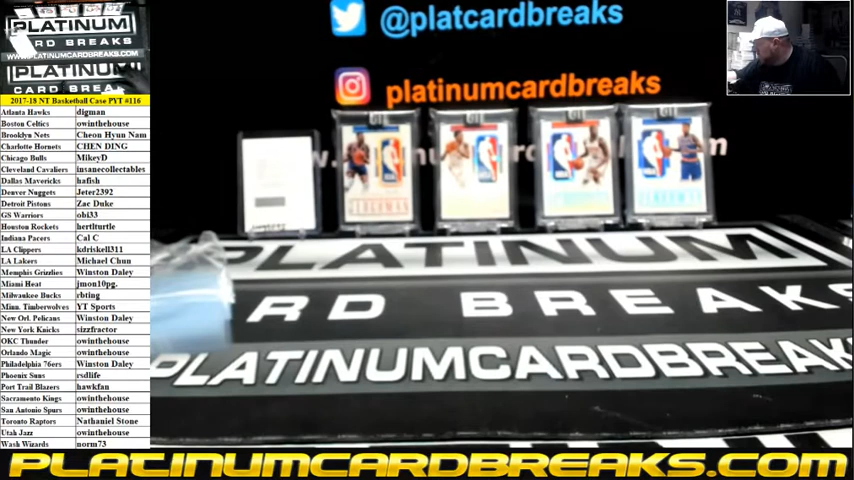 PLATINUM
CARD BREAKS
WWW.PLATINUMCARDBREAKS.COM
PLATINUM
CARD BREA
2017-18 NT Basketball Case PYT #116
Atlanta Hawks digman
Boston Celtics owinthehouse
Brooklyn Nets Cheon Hyun Nam
Charlotte Hornets CHEN DING
Chicago Bulls MikeyD
Cleveland Cavaliers insanecollectables
Dallas Mavericks hafish
Denver Nuggets Jeter2392
Detroit Pistons Zac Duke
GS Warriors obi33
Houston Rockets hertlturtle
Indiana Pacers Cal C
LA Clippers kdriskell311
LA Lakers Michael Chun
Memphis Grizzlies Winston Daley
Miami Heat jmon10pg.
Milwaukee Bucks rbting
Minn. Timberwolves YT Sports
New Orl. Pelicans Winston Daley
New York Knicks sizzfractor
OKC Thunder owinthehouse
Orlando Magic owinthehouse
Philadelphia 76ers Winston Daley
Phoenix Suns rsdlife
Port Trail Blazers hawkfan
Sacramento Kings owinthehouse
San Antonio Spurs owinthehouse
Toronto Raptors Nathaniel Stone
Utah Jazz owinthehouse
Wash Wizards norm73
@platcardbreaks
platinumcardbreaks
PLATINUM
ARD BREAKS
PLATINUMCARDBREAKS
PLATINUMCARDBREAKS.COM